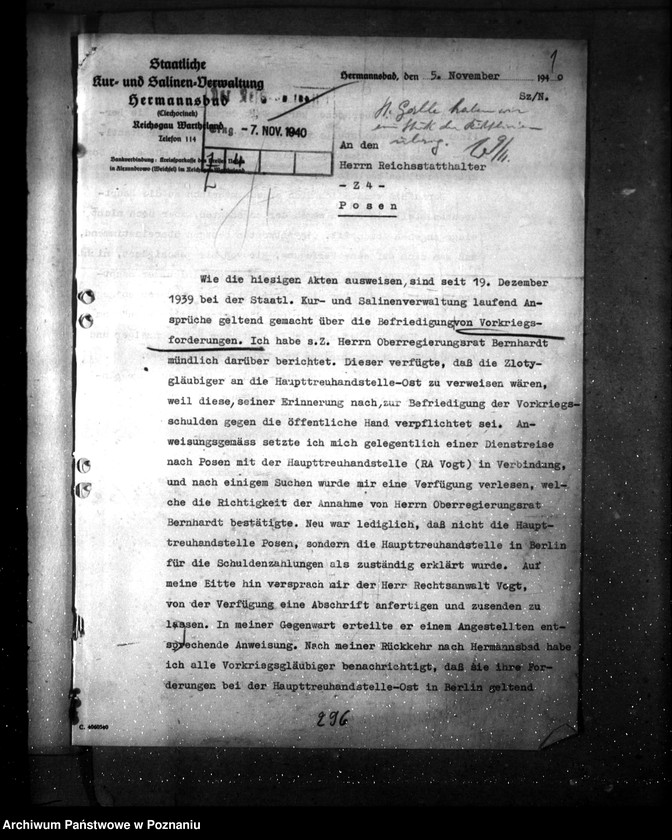 Staatliche
Kur- und Salinen-Verwaltung
Hermannsbad
(Ciechocinek)
Reichsgau Wartheland
Telefon 114
Bankverbindung: Kreissparkasse
in Alexandrowo (Weichsel) im
Eing - 7. NOV. 1940
Hermannsbad, den 5. November 1940
1
Sz/N.
An den
Herrn Reichsstatthalter
- Z 4 -
P o s e n
Wie die hiesigen Akten ausweisen, sind seit 19. Dezember
1939 bei der Staatl. Kur- und Salinenverwaltung laufend An-
sprüche geltend gemacht über die Befriedigung von Vorkriegs-
forderungen. Ich habe s.Z. Herrn Oberregierungsrat Bernhardt
mündlich darüber berichtet. Dieser verfügte, daß die Zloty-
gläubiger an die Haupttreuhandstelle-Ost zu verweisen wären,
weil diese, seiner Erinnerung nach, zur Befriedigung der Vorkriegs-
schulden gegen die öffentliche Hand verpflichtet sei. An-
weisungsgemäss setzte ich mich gelegentlich einer Dienstreise
nach Posen mit der Haupttreuhandstelle (RA Vogt) in Verbindung,
und nach einigem Suchen wurde mir eine Verfügung verlesen, wel-
che die Richtigkeit der Annahme von Herrn Oberregierungsrat
Bernhardt bestätigte. Neu war lediglich, daß nicht die Haupt-
treuhandstelle Posen, sondern die Haupttreuhandstelle in Berlin
für die Schuldenzahlungen als zuständig erklärt wurde. Auf
meine Bitte hin versprach mir der Herr Rechtsanwalt Vogt,
von der Verfügung eine Abschrift anfertigen und zusenden zu
lassen. In meiner Gegenwart erteilte er einem Angestellten ent-
sprechende Anweisung. Nach meiner Rückkehr nach Hermannsbad habe
ich alle Vorkriegsgläubiger benachrichtigt, daß sie ihre For-
derungen bei der Haupttreuhandstelle-Ost in Berlin geltend
296
Archiwum Państwowe w Poznaniu